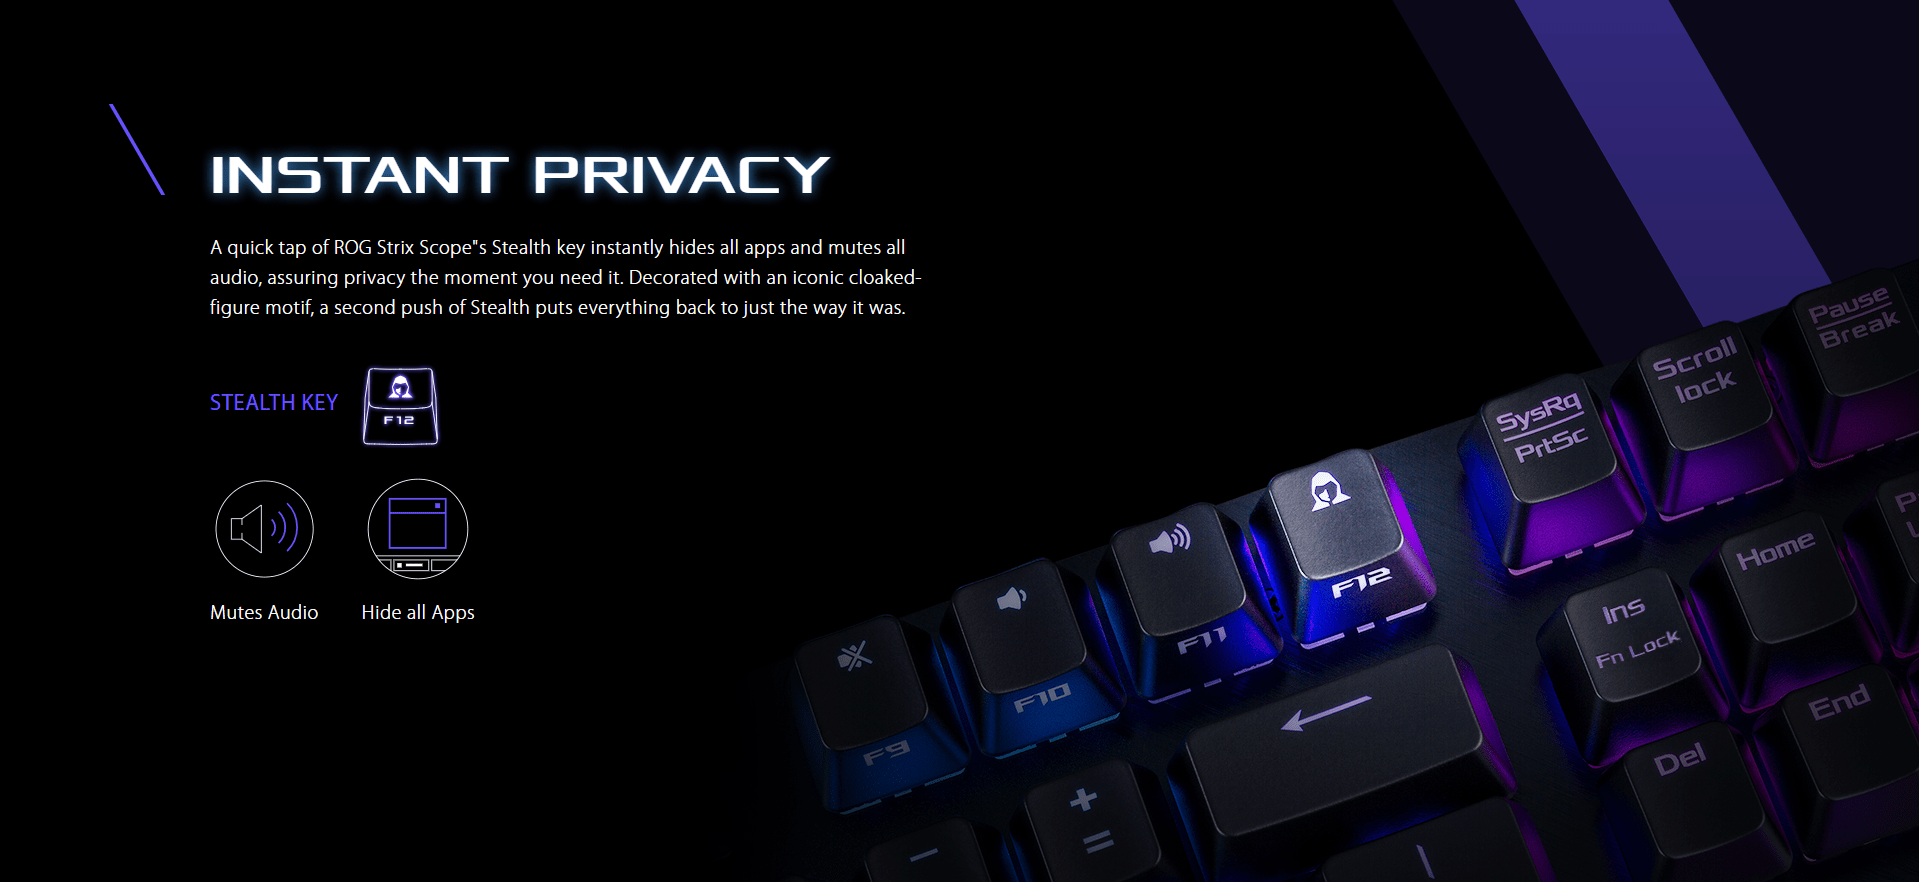 INSTANT PRIVACY
A quick tap of ROG Strix Scope"s Stealth key instantly hides all apps and mutes all
audio, assuring privacy the moment you need it. Decorated with an iconic cloaked-
figure motif, a second push of Stealth puts everything back to just the way it was.
STEALTH KEY
F12
Mutes Audio
Hide all Apps
Pause
Break
Scroll
lock
SysRq
PrtSc
F12
F11
F10
F9
Home
Ins
Fn Lock
End
Del
+
=
−